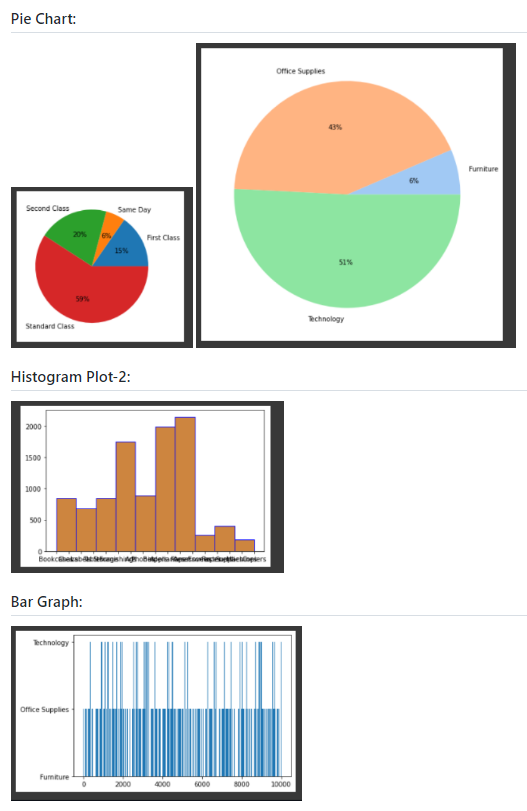 Pie Chart:
Office Supplies
43%
Furniture
6%
51%
Technology
Second Class
Same Day
20%
6%
First Class
15%
59%
Standard Class
Histogram Plot-2:
2000
1500
1000
500
0
Bar Graph:
Technology
Office Supplies
Furniture
0 2000 4000 6000 8000 10000